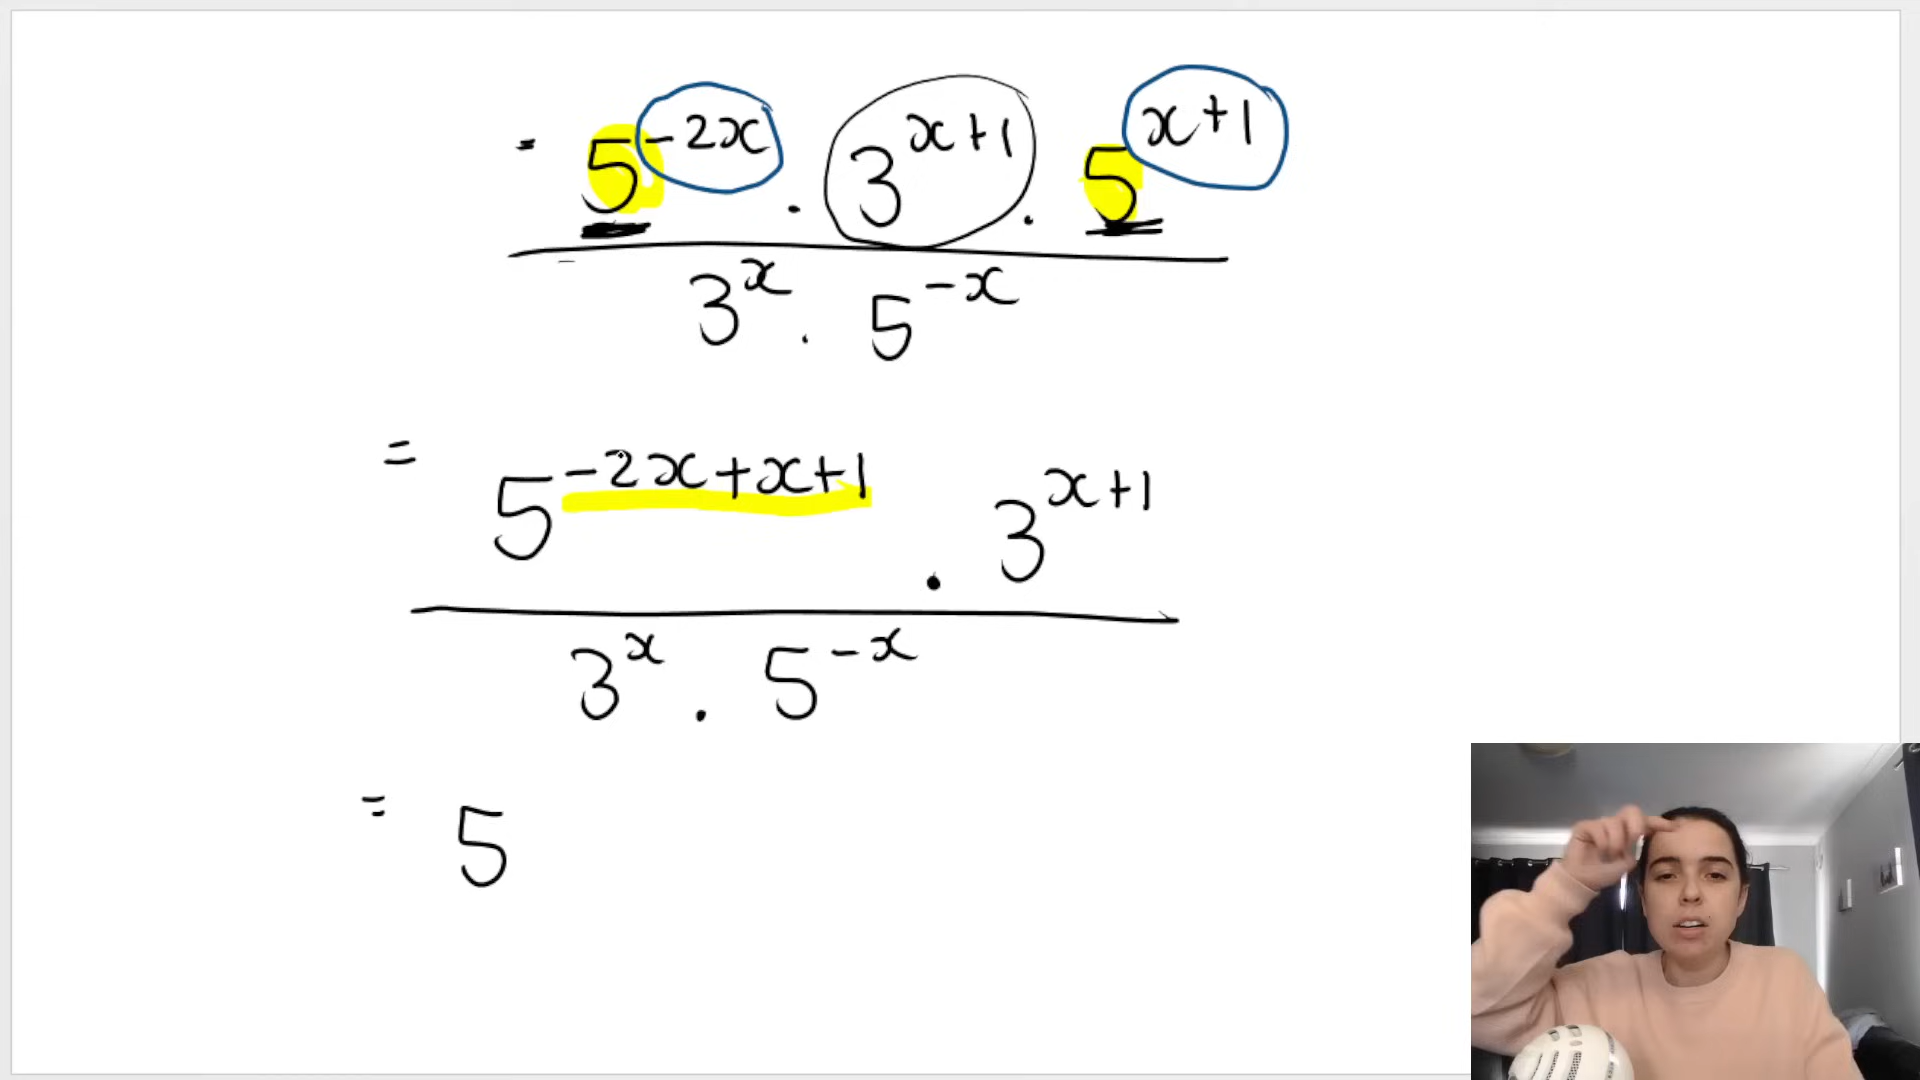 = 5^{-2x} . 3^{x+1} . 5^{x+1}
3^x . 5^{-x}
= 5^{-2x+x+1} . 3^{x+1}
3^x . 5^{-x}
= 5